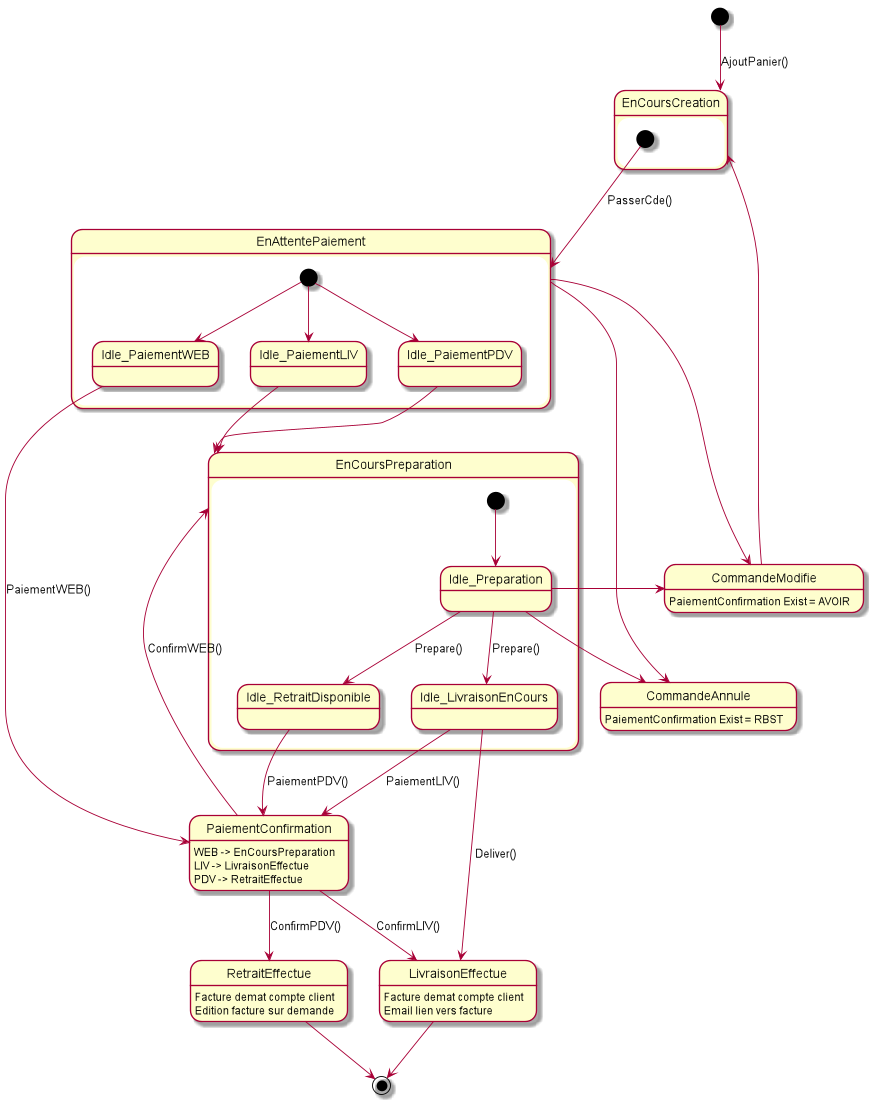 AjoutPanier()
EnCoursCreation
PasserCde()
EnAttentePaiement
Idle_PaiementWEB
Idle_PaiementLIV
Idle_PaiementPDV
EnCoursPreparation
Idle_Preparation
CommandeModifie
PaiementConfirmation Exist = AVOIR
PaiementWEB()
ConfirmWEB()
Prepare()
Prepare()
Idle_RetraitDisponible
Idle_LivraisonEnCours
CommandeAnnule
PaiementConfirmation Exist = RBST
PaiementPDV()
PaiementLIV()
PaiementConfirmation
WEB -> EnCoursPreparation
LIV -> LivraisonEffectue
PDV -> RetraitEffectue
Deliver()
ConfirmPDV()
ConfirmLIV()
RetraitEffectue
Facture demat compte client
Edition facture sur demande
LivraisonEffectue
Facture demat compte client
Email lien vers facture